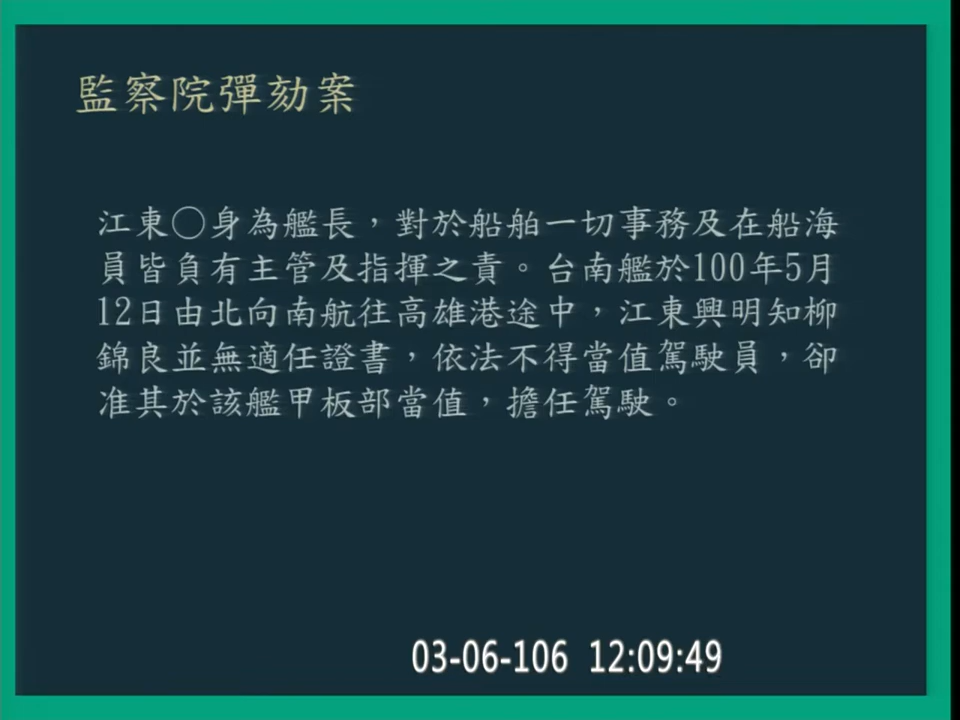 監察院彈劾案
江東○身為艦長，對於船舶一切事務及在船海
員皆負有主管及指揮之責。台南艦於100年5月
12日由北向南航往高雄港途中，江東興明知柳
錦良並無適任證書，依法不得當值駕駛員，卻
准其於該艦甲板部當值，擔任駕駛。
03-06-106 12:09:49